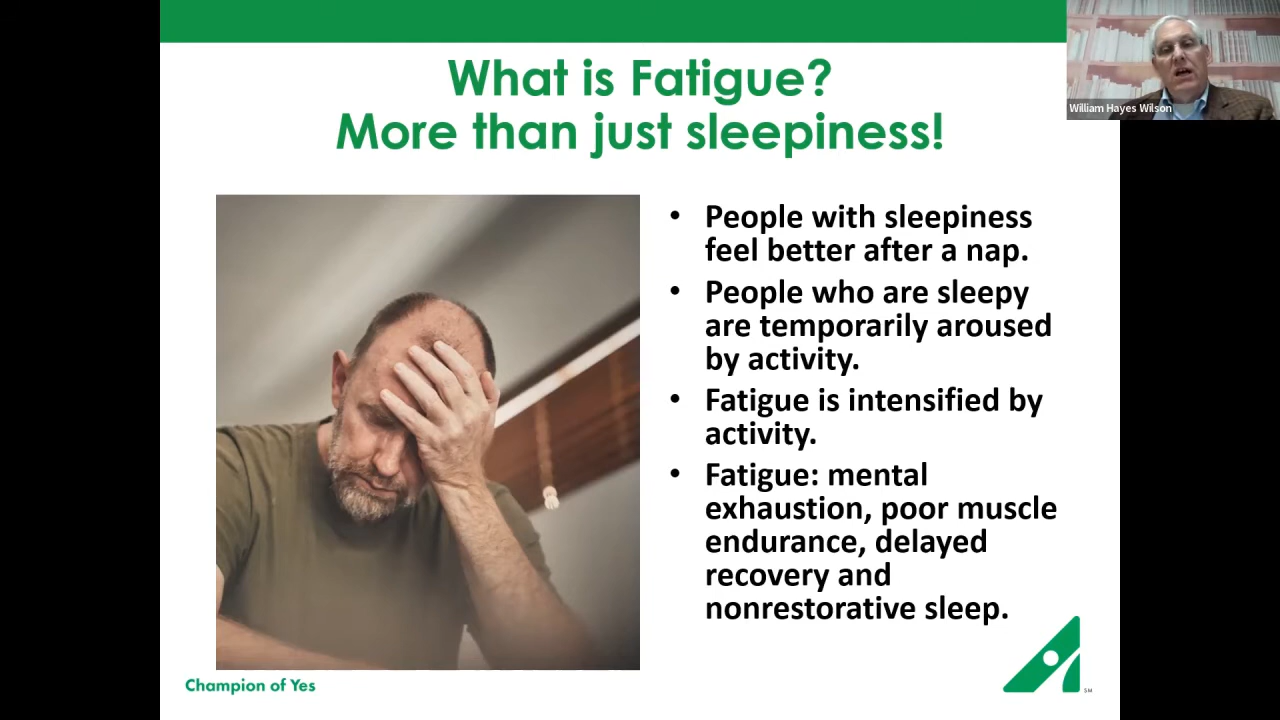 What is Fatigue?
More than just sleepiness!
William Hayes Wilson
• People with sleepiness
feel better after a nap.
• People who are sleepy
are temporarily aroused
by activity.
• Fatigue is intensified by
activity.
• Fatigue: mental
exhaustion, poor muscle
endurance, delayed
recovery and
nonrestorative sleep.
Champion of Yes
SM